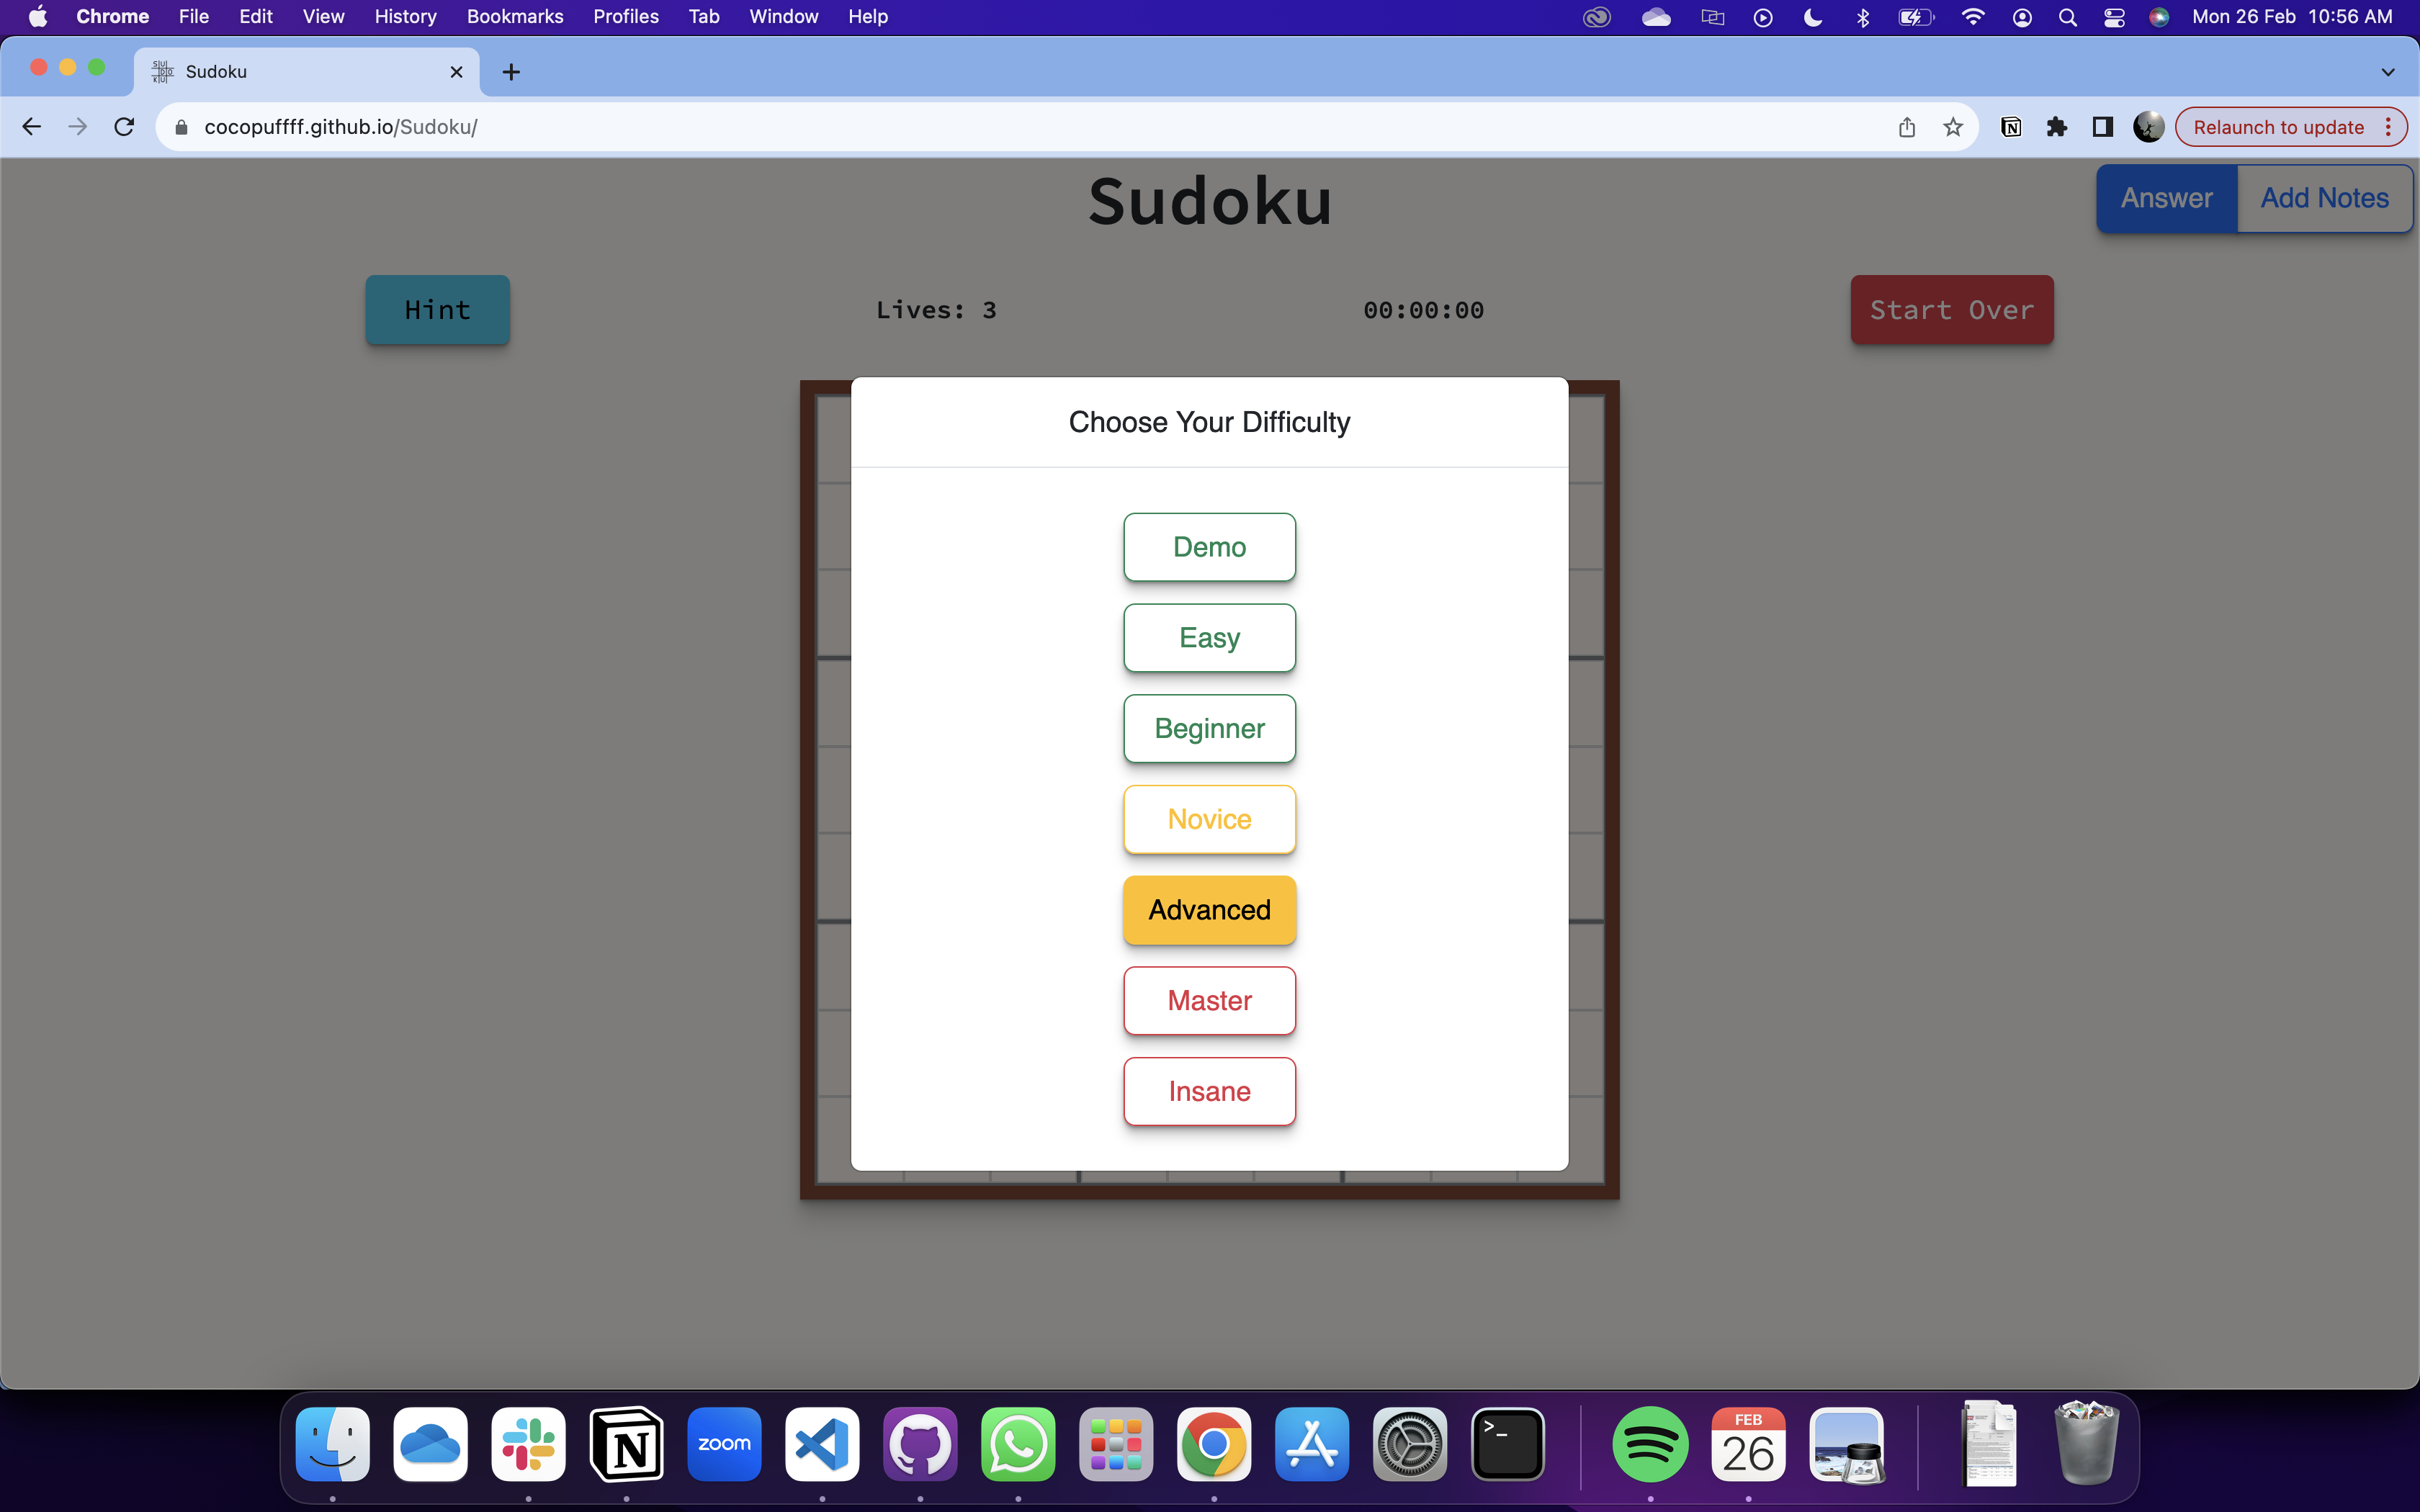 Chrome File Edit View History Bookmarks Profiles Tab Window Help Mon 26 Feb 10:56 AM
Sudoku
cocopuffff.github.io/Sudoku/ Relaunch to update
Sudoku
Answer Add Notes
Hint Lives: 3 00:00:00 Start Over
Choose Your Difficulty
Demo
Easy
Beginner
Novice
Advanced
Master
Insane
zoom
FEB
26